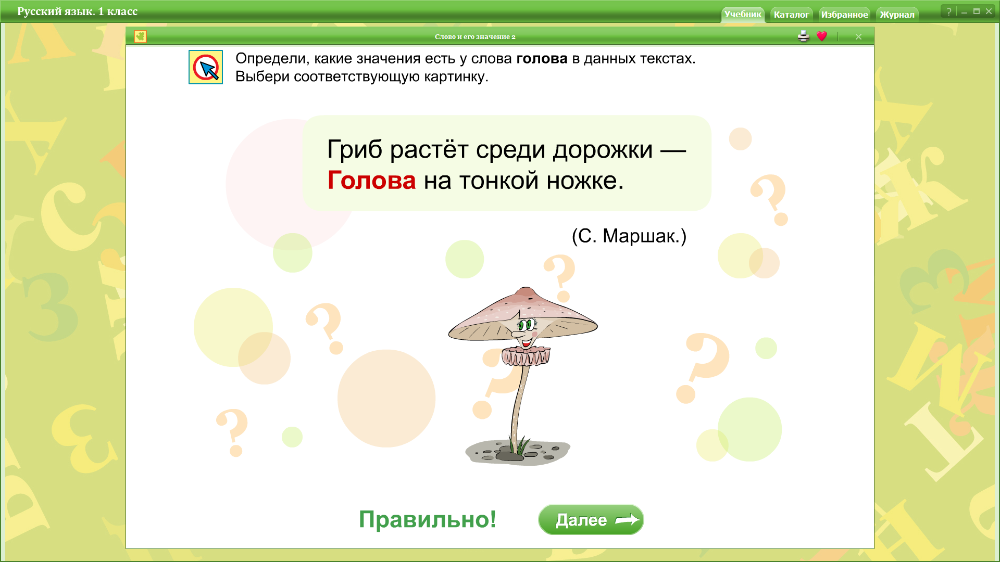 Русский язык. 1 класс
Учебник
Каталог
Избранное
Журнал
?
Слово и его значение 2
Определи, какие значения есть у слова голова в данных текстах.
Выбери соответствующую картинку.
Гриб растёт среди дорожки —
Голова на тонкой ножке.
(С. Маршак.)
Правильно!
Далее